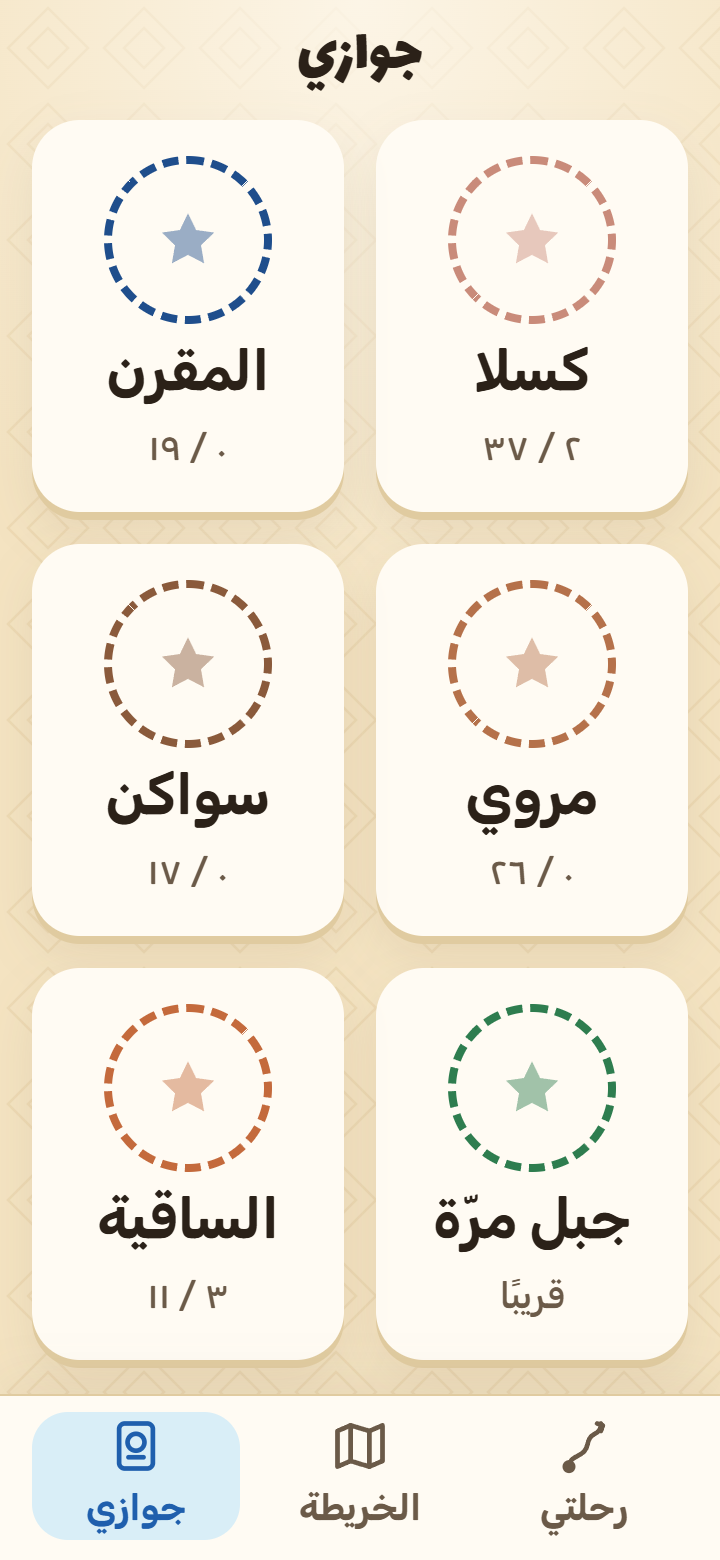 جوازي
كسلا
٢ / ٣٧
المقرن
٠ / ١٩
مروي
٠ / ٢٦
سواكن
٠ / ١٧
جبل مرّة
قريبًا
الساقية
٣ / ١١
رحلتي
الخريطة
جوازي